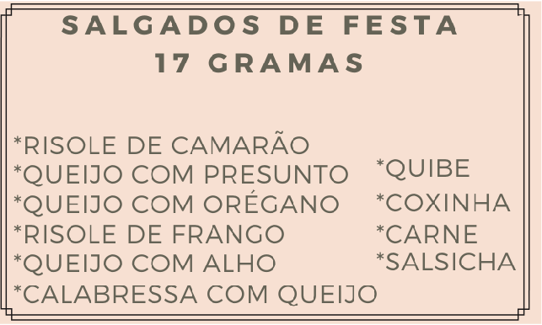 SALGADOS DE FESTA
17 GRAMAS
*RISOLE DE CAMARÃO
*QUEIJO COM PRESUNTO
*QUEIJO COM ORÉGANO
*RISOLE DE FRANGO
*QUEIJO COM ALHO
*CALABRESSA COM QUEIJO
*QUIBE
*COXINHA
*CARNE
*SALSICHA